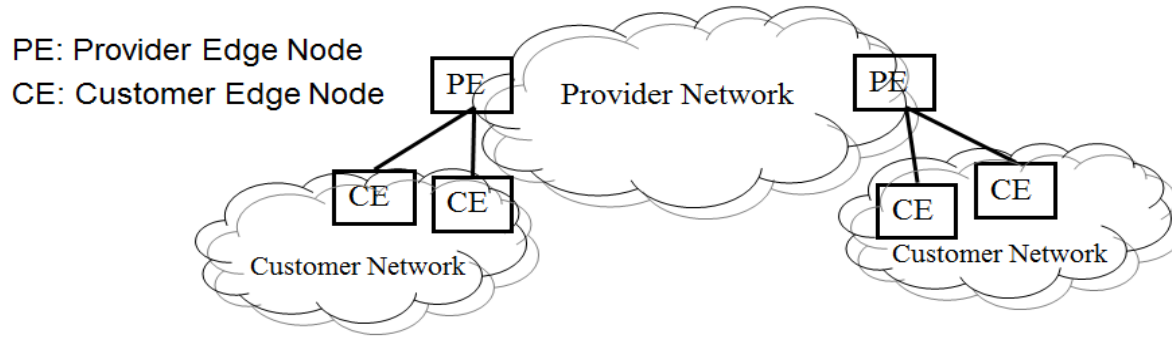 PE: Provider Edge Node
CE: Customer Edge Node
PE
Provider Network
PE
CE
CE
Customer Network
CE
CE
Customer Network